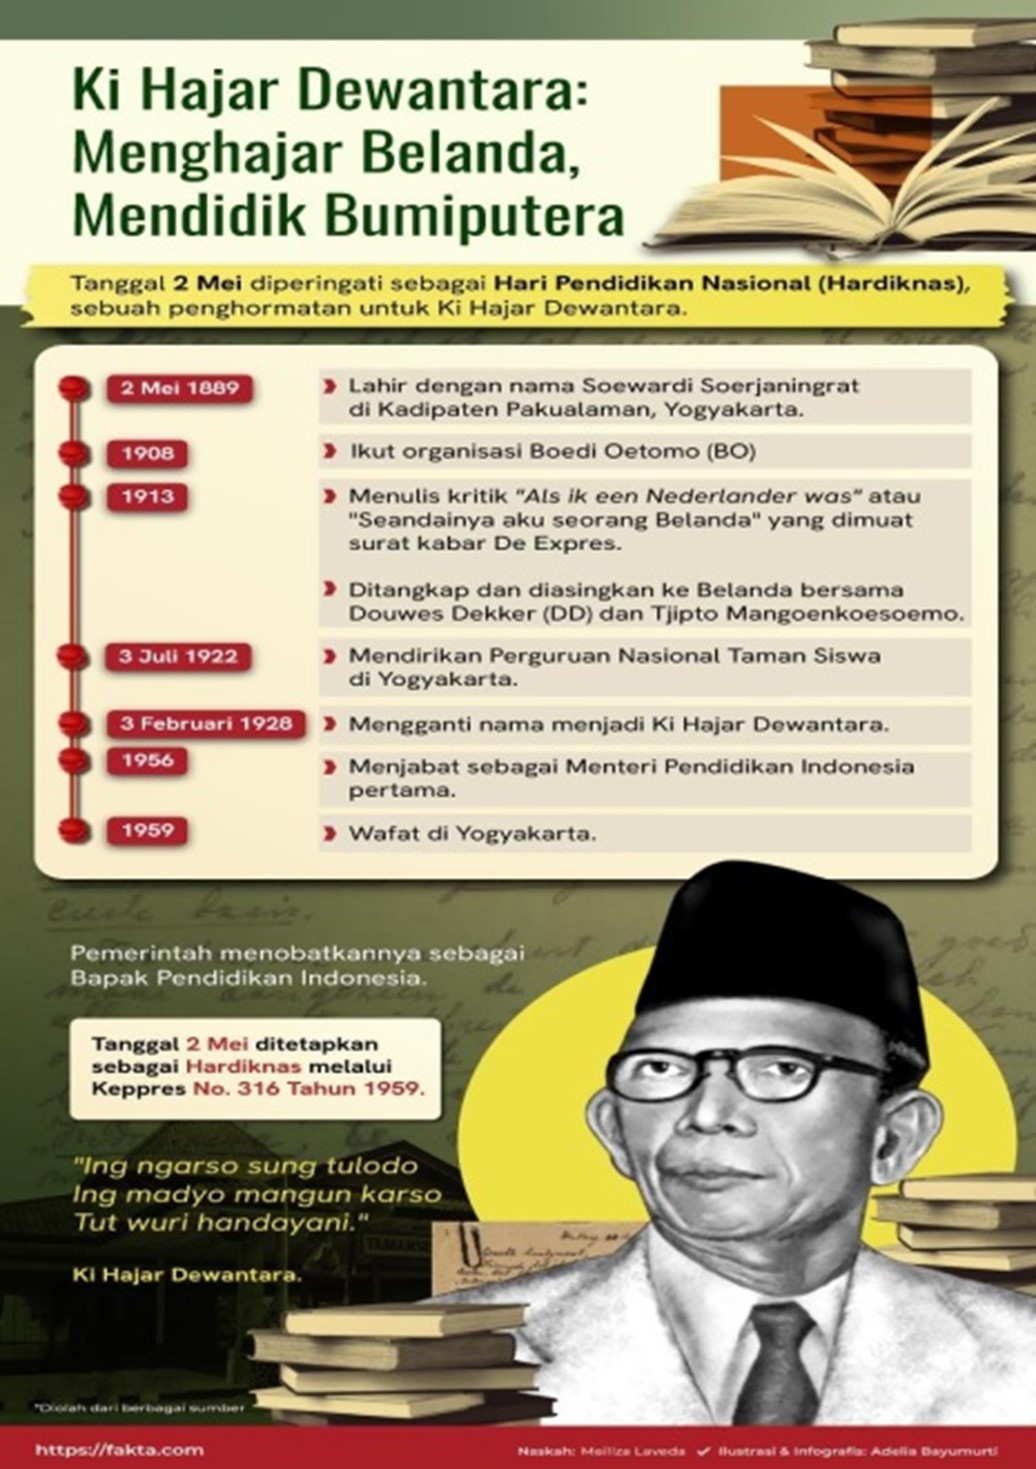 Ki Hajar Dewantara:
Menghajar Belanda,
Mendidik Bumiputera
Tanggal 2 Mei diperingati sebagai Hari Pendidikan Nasional (Hardiknas),
sebuah penghormatan untuk Ki Hajar Dewantara.
2 Mei 1889
Lahir dengan nama Soewardi Soerjaningrat
di Kadipaten Pakualaman, Yogyakarta.
1908
Ikut organisasi Boedi Oetomo (BO)
1913
Menulis kritik "Als ik een Nederlander was" atau
"Seandainya aku seorang Belanda" yang dimuat
surat kabar De Expres.
Ditangkap dan diasingkan ke Belanda bersama
Douwes Dekker (DD) dan Tjipto Mangoenkoesoemo.
3 Juli 1922
Mendirikan Perguruan Nasional Taman Siswa
di Yogyakarta.
3 Februari 1928
Mengganti nama menjadi Ki Hajar Dewantara.
1956
Menjabat sebagai Menteri Pendidikan Indonesia
pertama.
1959
Wafat di Yogyakarta.
Pemerintah menobatkannya sebagai
Bapak Pendidikan Indonesia.
Tanggal 2 Mei ditetapkan
sebagai Hardiknas melalui
Keppres No. 316 Tahun 1959.
"Ing ngarso sung tulodo
Ing madyo mangun karso
Tut wuri handayani."
Ki Hajar Dewantara.
*Diolah dari berbagai sumber
https://fakta.com
Naskah: Meiliza Laveda ✓ Ilustrasi & Infografis: Adelia Bayumurti